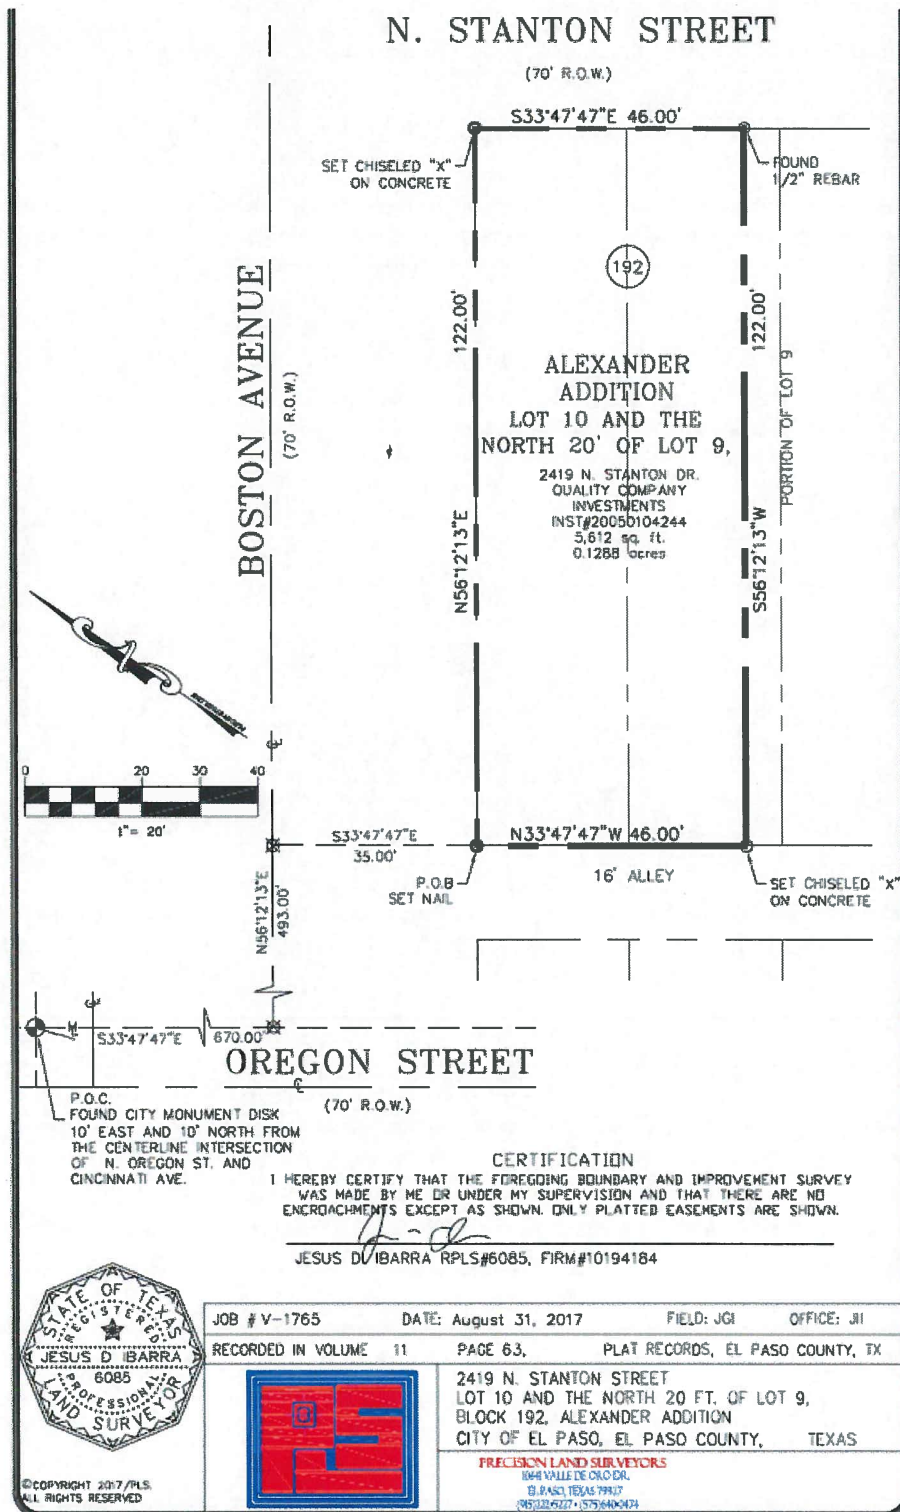 N. STANTON STREET
(70' R.O.W.)
S33°47'47"E 46.00'
SET CHISELED "X"
ON CONCRETE
FOUND
1/2" REBAR
192
BOSTON AVENUE
(70' R.O.W.)
122.00'
N56°12'13"E
122.00'
S56°12'13"W
PORTION OF LOT 9
ALEXANDER
ADDITION
LOT 10 AND THE
NORTH 20' OF LOT 9,
2419 N. STANTON DR.
QUALITY COMPANY
INVESTMENTS
INST#20050104244
5,612 sq. ft.
0.1288 acres
0 20 30 40
1"= 20'
S33°47'47"E
35.00'
N33°47'47"W 46.00'
P.O.B
SET NAIL
16' ALLEY
SET CHISELED "X"
ON CONCRETE
N56°12'13"E
493.00'
S33°47'47"E 670.00'
OREGON STREET
(70' R.O.W.)
P.O.C.
FOUND CITY MONUMENT DISK
10' EAST AND 10' NORTH FROM
THE CENTERLINE INTERSECTION
OF N. OREGON ST. AND
CINCINNATI AVE.
CERTIFICATION
I HEREBY CERTIFY THAT THE FOREGOING BOUNDARY AND IMPROVEMENT SURVEY
WAS MADE BY ME OR UNDER MY SUPERVISION AND THAT THERE ARE NO
ENCROACHMENTS EXCEPT AS SHOWN. ONLY PLATTED EASEMENTS ARE SHOWN.
JESUS D. IBARRA RPLS#6085, FIRM#10194184
STATE OF TEXAS
REGISTERED
JESUS D IBARRA
6085
PROFESSIONAL
LAND SURVEYOR
JOB # V-1765 DATE: August 31, 2017 FIELD: JGI OFFICE: JII
RECORDED IN VOLUME 11 PAGE 63, PLAT RECORDS, EL PASO COUNTY, TX
2419 N. STANTON STREET
LOT 10 AND THE NORTH 20 FT. OF LOT 9,
BLOCK 192, ALEXANDER ADDITION
CITY OF EL PASO, EL PASO COUNTY, TEXAS
PRECISION LAND SURVEYORS
VALLE DE ORO DR.
EL PASO, TEXAS 79927
©COPYRIGHT 2017/PLS
ALL RIGHTS RESERVED